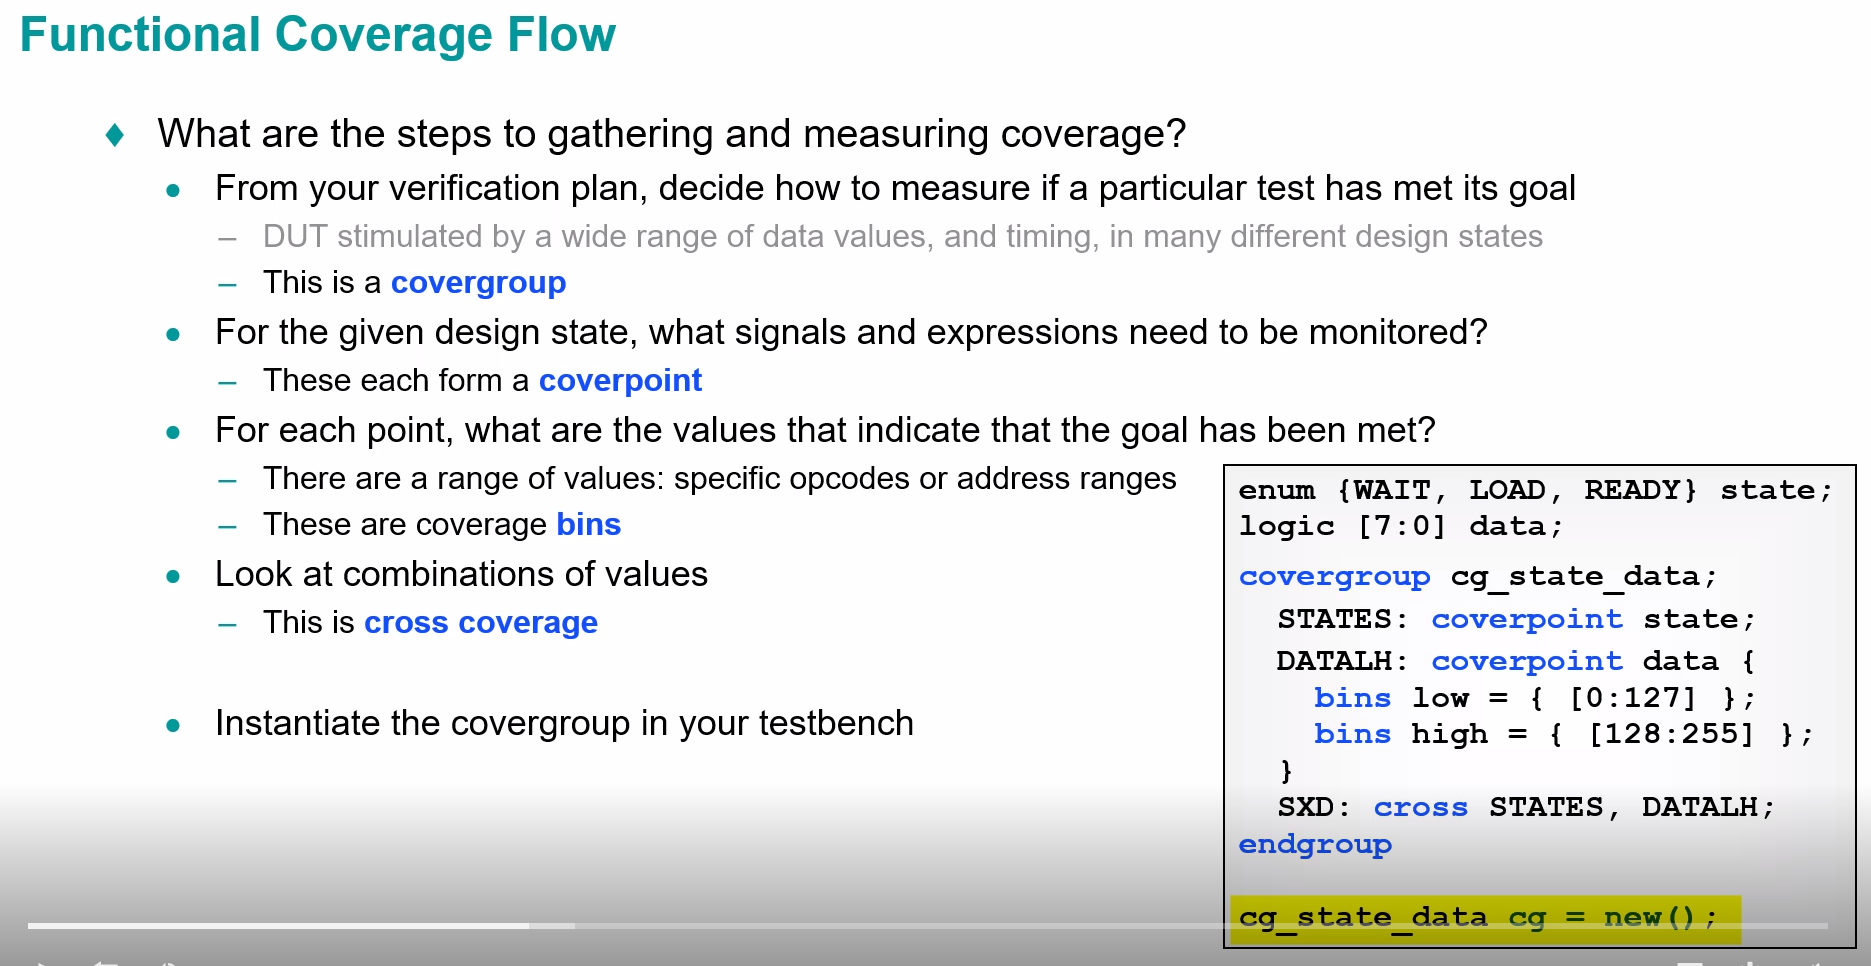 Functional Coverage Flow
What are the steps to gathering and measuring coverage?
From your verification plan, decide how to measure if a particular test has met its goal
– DUT stimulated by a wide range of data values, and timing, in many different design states
– This is a covergroup
For the given design state, what signals and expressions need to be monitored?
– These each form a coverpoint
For each point, what are the values that indicate that the goal has been met?
– There are a range of values: specific opcodes or address ranges
– These are coverage bins
Look at combinations of values
– This is cross coverage
Instantiate the covergroup in your testbench
enum {WAIT, LOAD, READY} state;
logic [7:0] data;
covergroup cg_state_data;
STATES: coverpoint state;
DATALH: coverpoint data {
bins low = { [0:127] };
bins high = { [128:255] };
}
SXD: cross STATES, DATALH;
endgroup
cg_state_data cg = new();